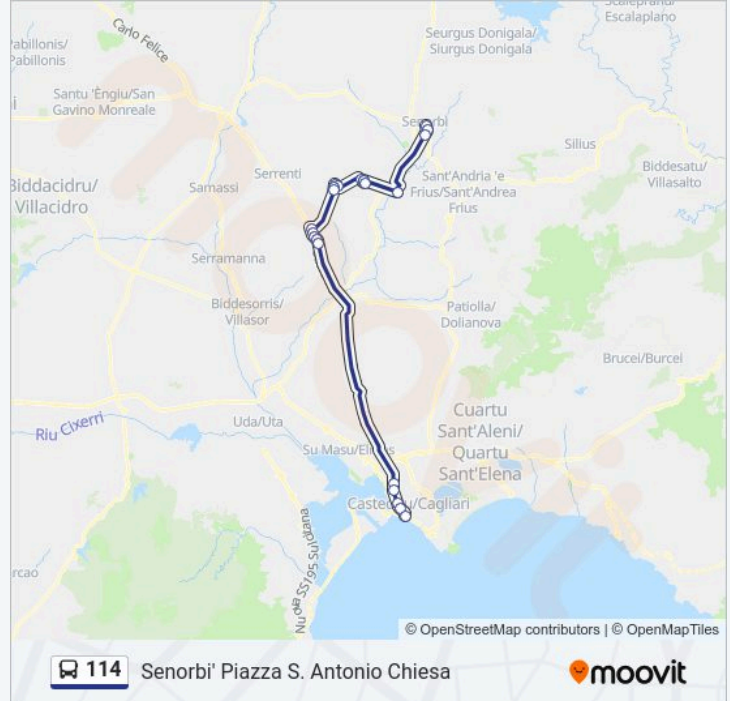 Escalaplano
Seurgus Donigala/
Siurgus Donigala
Carlo Felice
Pabillonis/
Pabillonis
Santu 'Èngiu/San
Gavino Monreale
Senorbì
Silius
Biddesatu/
Villasalto
Serrenti
Sant'Andria 'e
Frius/Sant'Andrea
Frius
Biddacidru/
Villacidro
Samassi
Serramanna
Biddesorris/
Villasor
Patiolla/
Dolianova
Brucei/Burcei
Cuartu
Sant'Aleni/
Quartu
Sant'Elena
Riu Cixerri
Uda/Uta
Su Masu/
Casteddu/Cagliari
Nuova SS195 Sulcitana
rcao
© OpenStreetMap contributors | © OpenMapTiles
114 Senorbi' Piazza S. Antonio Chiesa
moovit